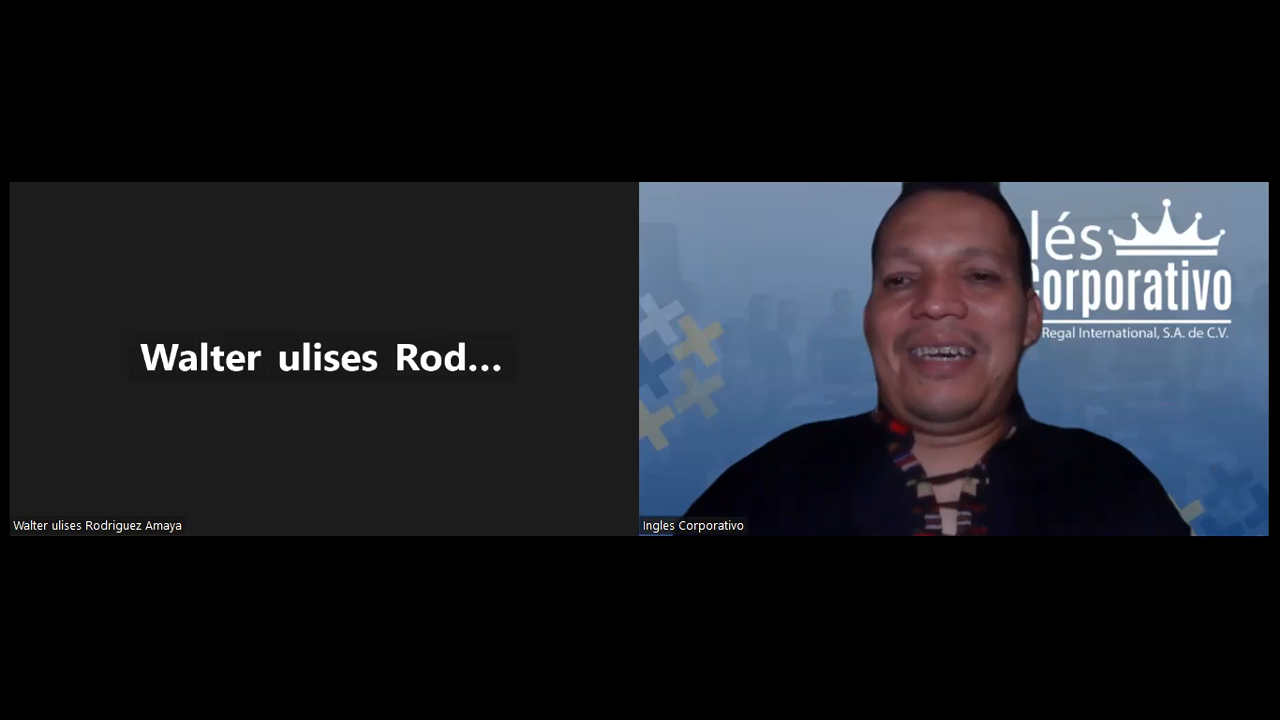 Walter ulises Rod...
lés
Corporativo
Regal International, S.A. de C.V.
Walter ulises Rodriguez Amaya
Ingles Corporativo